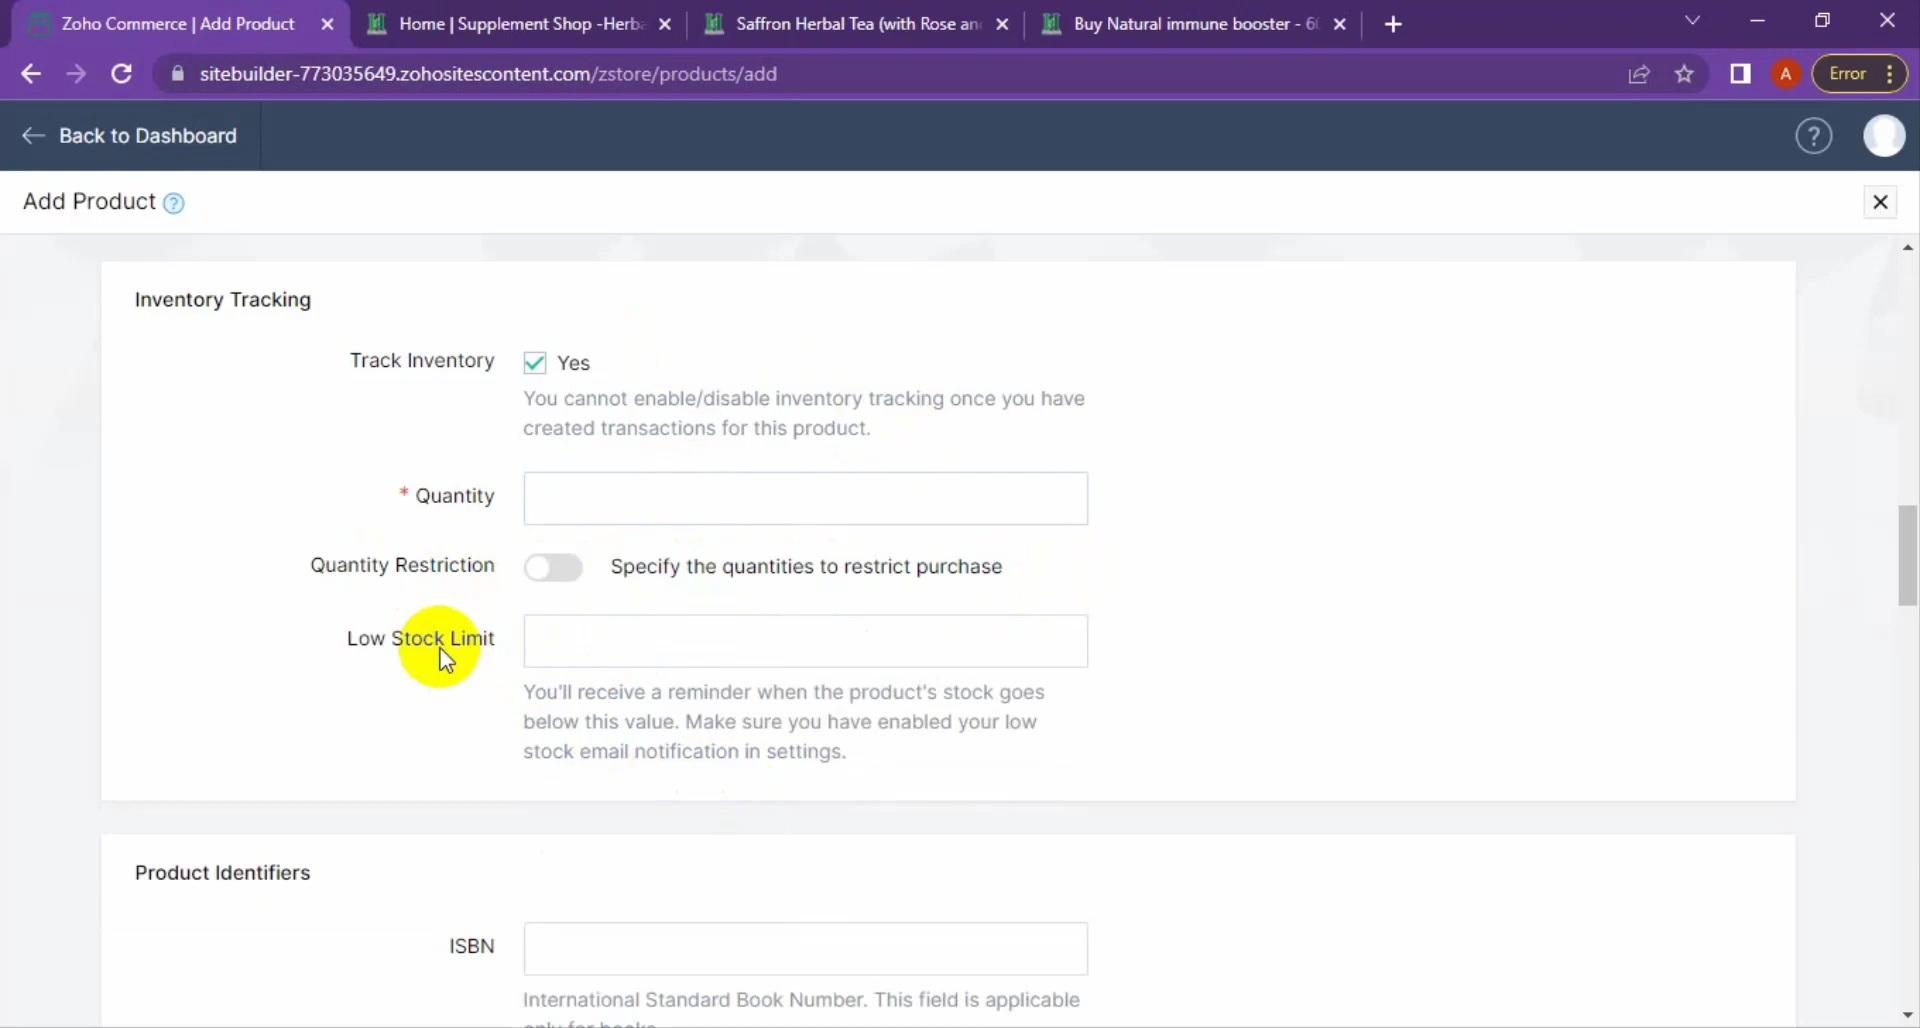 Zoho Commerce | Add Product
Home | Supplement Shop -Herba
Saffron Herbal Tea (with Rose an
Buy Natural immune booster - 60
sitebuilder-773035649.zohositescontent.com/zstore/products/add
A
Error
Back to Dashboard
?
Add Product ?
Inventory Tracking
Track Inventory
Yes
You cannot enable/disable inventory tracking once you have
created transactions for this product.
* Quantity
Quantity Restriction
Specify the quantities to restrict purchase
Low Stock Limit
You'll receive a reminder when the product's stock goes
below this value. Make sure you have enabled your low
stock email notification in settings.
Product Identifiers
ISBN
International Standard Book Number. This field is applicable
only for books.